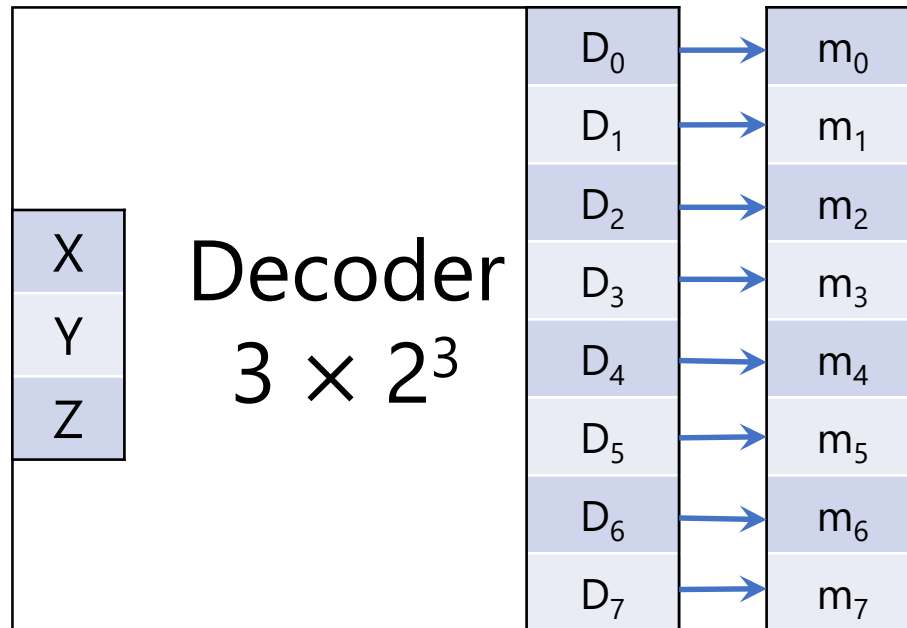 X
Y
Z
Decoder
3 × 2³
D₀ m₀
D₁ m₁
D₂ m₂
D₃ m₃
D₄ m₄
D₅ m₅
D₆ m₆
D₇ m₇